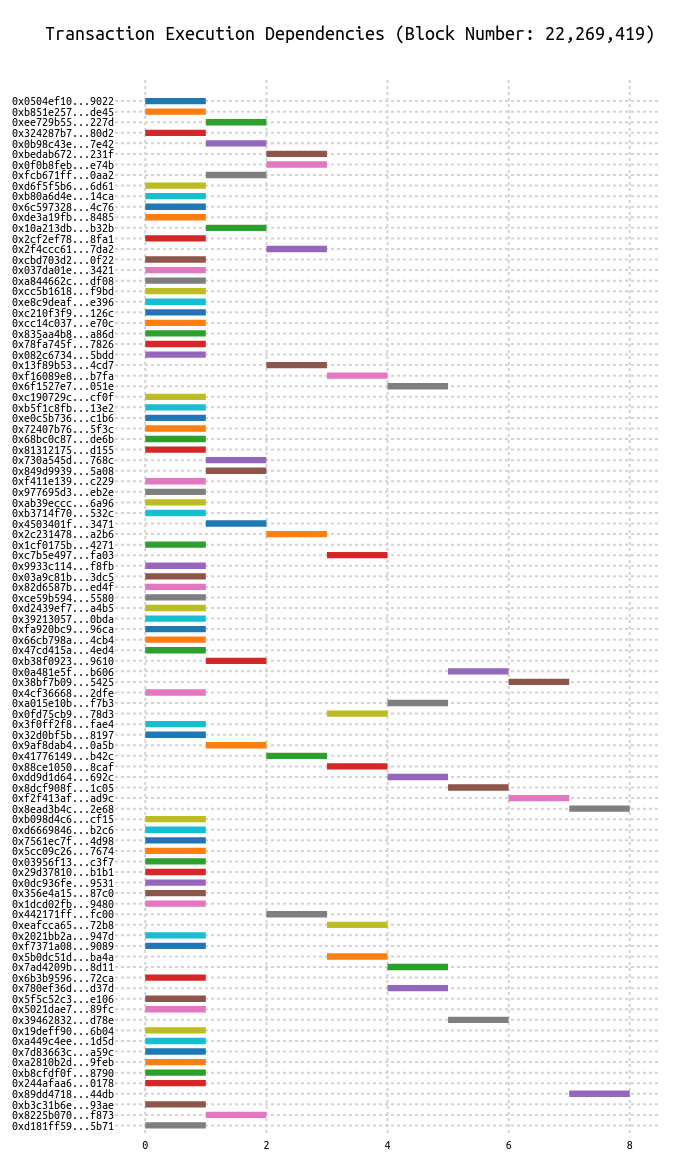 Transaction Execution Dependencies (Block Number: 22,269,419)
0x0504ef10...9022
0xb851e257...de45
0xee729b55...227d
0x324287b7...80d2
0x0b98c43e...7e42
0xbedab672...231f
0x0f0b8feb...e74b
0xfcb671ff...0aa2
0xd6f5f5b6...6d61
0xb80a6d4e...14ca
0x6c597328...4c76
0xde3a19fb...8485
0x10a213db...b32b
0x2cf2ef78...8fa1
0x2f4ccc61...7da2
0xcbd703d2...0f22
0x037da01e...3421
0xa844662c...df08
0xcc5b1618...f9bd
0xe8c9deaf...e396
0xc210f3f9...126c
0xcc14c037...e70c
0x835aa4b8...a86d
0x78fa745f...7826
0x082c6734...5bdd
0x13f89b53...4cd7
0xf16089e8...b7fa
0x6f1527e7...051e
0xc190729c...cf0f
0xb5f1c8fb...13e2
0xe0c5b736...c1b6
0x72407b76...5f3c
0x68bc0c87...de6b
0x81312175...d155
0x730a545d...768c
0x849d9939...5a08
0xf411e139...c229
0x977695d3...eb2e
0xab39eccc...6a96
0xb3714f70...532c
0x4503401f...3471
0x2c231478...a2b6
0x1cf0175b...4271
0xc7b5e497...fa03
0x9933c114...f8fb
0x03a9c81b...3dc5
0x82d6587b...ed4f
0xce59b594...5580
0xd2439ef7...a4b5
0x39213057...0bda
0xfa920bc9...96ca
0x66cb798a...4cb4
0x47cd415a...4ed4
0xb38f0923...9610
0x0a481e5f...b606
0x38bf7b09...5425
0x4cf36668...2dfe
0xa015e10b...f7b3
0x0fd75cb9...78d3
0x3f0ff2f8...fae4
0x32d0bf5b...8197
0x9af8dab4...0a5b
0x41776149...b42c
0x88ce1050...8caf
0xdd9d1d64...692c
0x8dcf908f...1c05
0xf2f413af...ad9c
0x8ead3b4c...2e68
0xb098d4c6...cf15
0xd6669846...b2c6
0x7561ec7f...4d98
0x5cc09c26...7674
0x03956f13...c3f7
0x29d37810...b1b1
0x0dc936fe...9531
0x356e4a15...87c0
0x1dcd02fb...9480
0x442171ff...fc00
0xeafcca65...72b8
0x2021bb2a...947d
0xf7371a08...9089
0x5b0dc51d...ba4a
0x7ad4209b...8d11
0x6b3b9596...72ca
0x780ef36d...d37d
0x5f5c52c3...e106
0x5021dae7...89fc
0x39462832...d78e
0x19deff90...6b04
0xa449c4ee...1d5d
0x7d83663c...a59c
0xa2810b2d...9feb
0xb8cfdf0f...8790
0x244afaa6...0178
0x89dd4718...44db
0xb3c31b6e...93ae
0x8225b070...f873
0xd181ff59...5b71
0 2 4 6 8